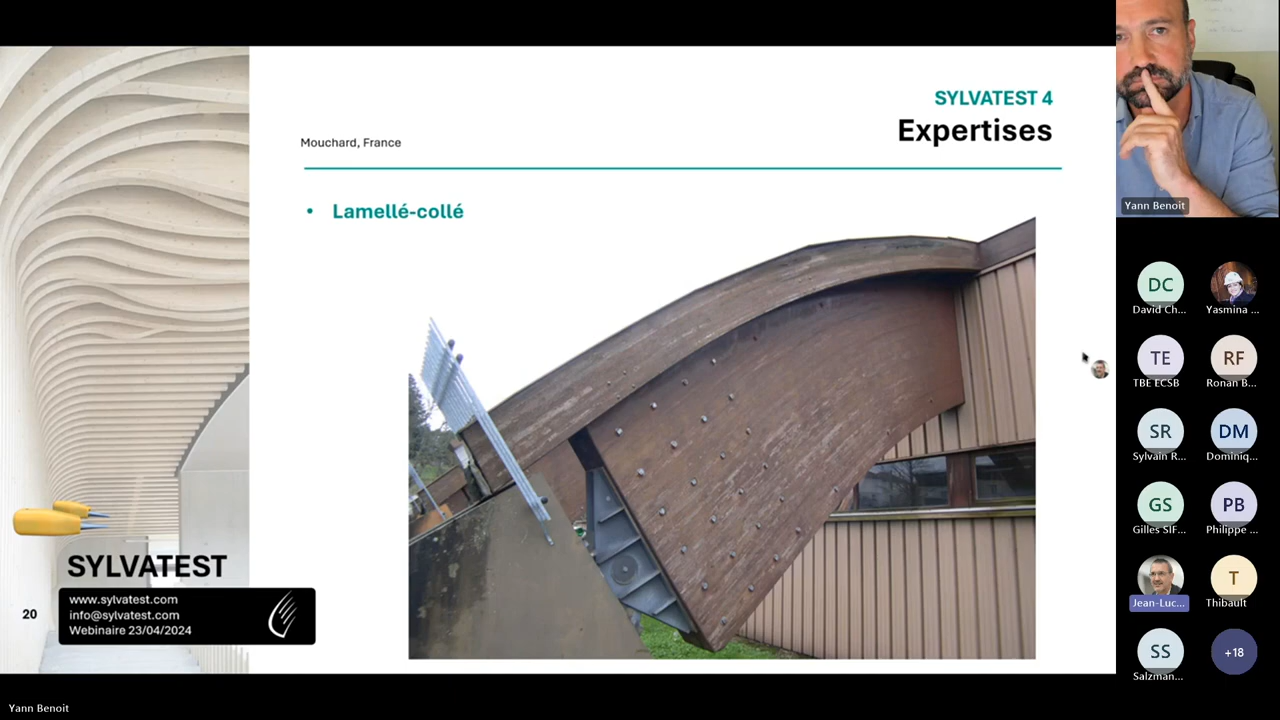 SYLVATEST 4
Expertises
Mouchard, France
• Lamellé-collé
SYLVATEST
www.sylvatest.com
info@sylvatest.com
Webinaire 23/04/2024
20
Yann Benoit
DC
David Ch...
Yasmina ...
TE
TBE ECSB
RF
Ronan B...
SR
Sylvain R...
DM
Dominiq...
GS
Gilles SIF...
PB
Philippe ...
Jean-Luc...
T
Thibault
SS
Salzman...
+18
Yann Benoit